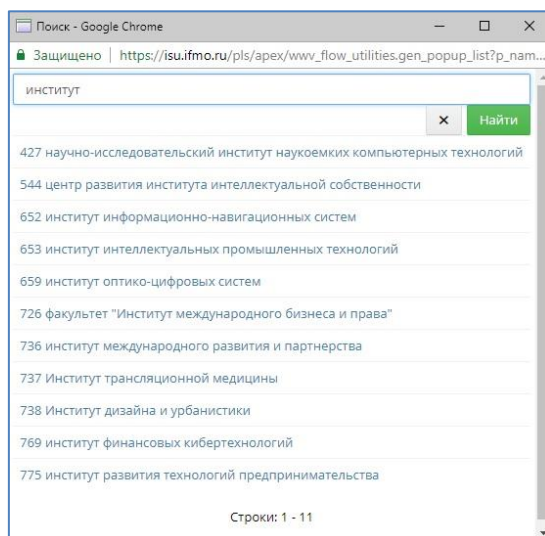 Поиск - Google Chrome
Защищено | https://isu.ifmo.ru/pls/apex/wwv_flow_utilities.gen_popup_list?p_nam...
институт
Найти
427 научно-исследовательский институт наукоемких компьютерных технологий
544 центр развития института интеллектуальной собственности
652 институт информационно-навигационных систем
653 институт интеллектуальных промышленных технологий
659 институт оптико-цифровых систем
726 факультет "Институт международного бизнеса и права"
736 институт международного развития и партнерства
737 Институт трансляционной медицины
738 Институт дизайна и урбанистики
769 институт финансовых кибертехнологий
775 институт развития технологий предпринимательства
Строки: 1 - 11